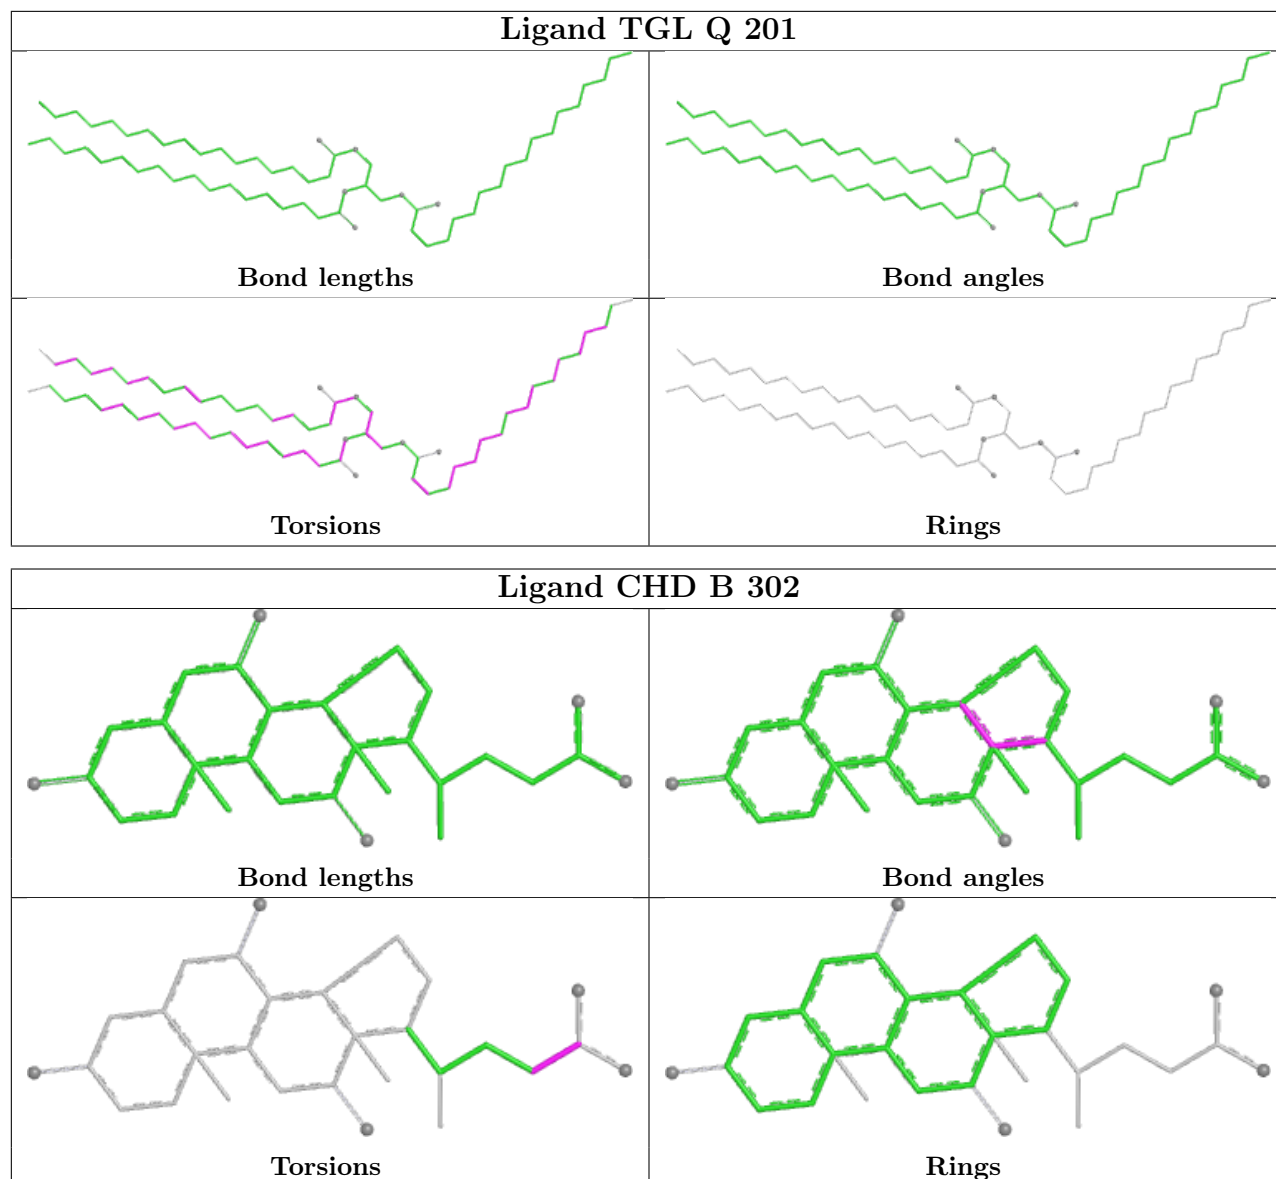 Ligand TGL Q 201
Bond lengths
Bond angles
Torsions
Rings
Ligand CHD B 302
Bond lengths
Bond angles
Torsions
Rings